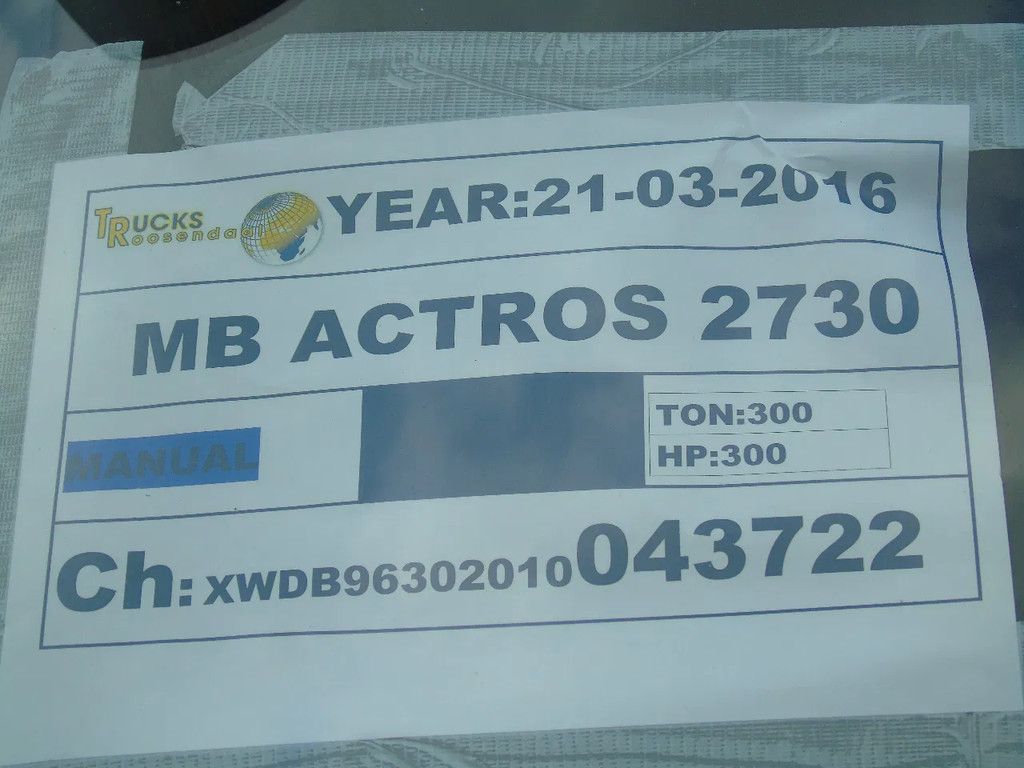 TRUCKS
Roosendaal
YEAR:21-03-2016
MB ACTROS 2730
MANUAL
TON:300
HP:300
Ch: XWDB96302010043722